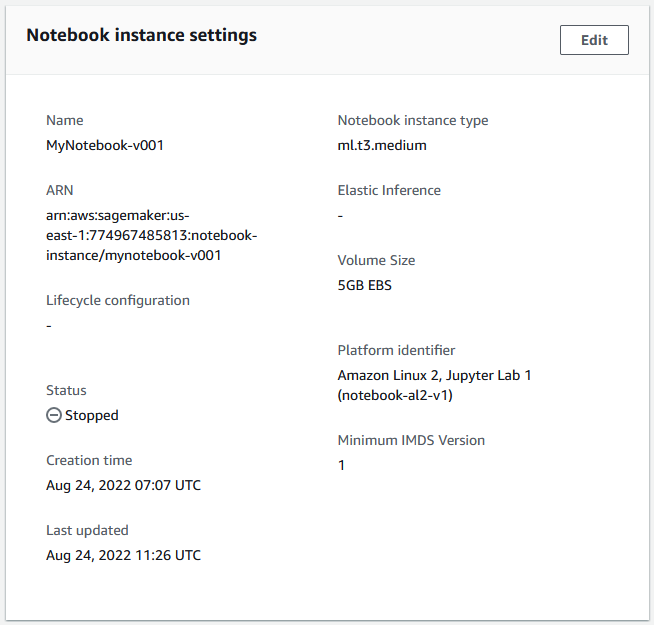 Notebook instance settings
Edit
Name
MyNotebook-v001
ARN
arn:aws:sagemaker:us-
east-1:774967485813:notebook-
instance/mynotebook-v001
Lifecycle configuration
-
Status
Stopped
Creation time
Aug 24, 2022 07:07 UTC
Last updated
Aug 24, 2022 11:26 UTC
Notebook instance type
ml.t3.medium
Elastic Inference
-
Volume Size
5GB EBS
Platform identifier
Amazon Linux 2, Jupyter Lab 1
(notebook-al2-v1)
Minimum IMDS Version
1